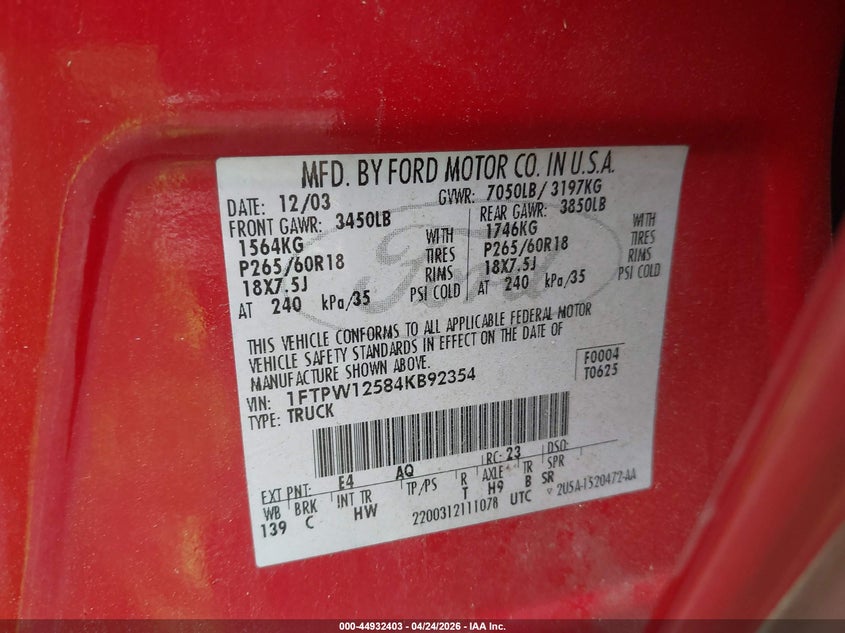 MFD. BY FORD MOTOR CO. IN U.S.A.
DATE: 12/03 GVWR: 7050LB/ 3197KG
FRONT GAWR: 3450LB REAR GAWR: 3850LB
1564KG WITH 1746KG WITH
P265/60R18 TIRES P265/60R18 TIRES
18X7.5J RIMS 18X7.5J RIMS
AT 240 kPa/35 PSI COLD AT 240 kPa/35 PSI COLD
Ford
THIS VEHICLE CONFORMS TO ALL APPLICABLE FEDERAL MOTOR
VEHICLE SAFETY STANDARDS IN EFFECT ON THE DATE OF
MANUFACTURE SHOWN ABOVE.
F0004
T0625
VIN: 1FTPW12584KB92354
TYPE: TRUCK
EXT PNT: E4 AQ RC: 23 DSO:
WB BRK INT TR TP/PS R AXLE TR SPR
139 C HW T H9 B SR
2200312111078 UTC
2U5A-1520472-AA
000-44932403 - 04/24/2026 - IAA Inc.